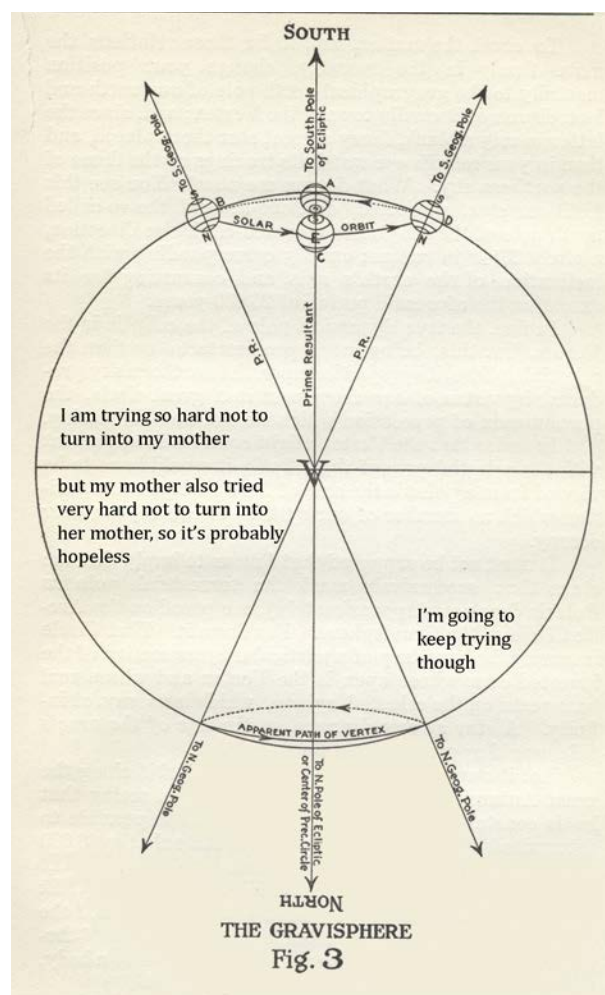 SOUTH
To S. Geog. Pole
To South Pole
of Ecliptic
To S. Geog. Pole
A
S
B
S
D
SOLAR
E
ORBIT
N
N
C
P.R.
Prime Resultant
P.R.
I am trying so hard not to
turn into my mother
V
but my mother also tried
very hard not to turn into
her mother, so it's probably
hopeless
I'm going to
keep trying
though
APPARENT PATH OF VERTEX
To N. Geog. Pole
To N. Pole of Ecliptic
or Center of Prec. Circle
To N. Geog. Pole
NORTH
THE GRAVISPHERE
Fig. 3